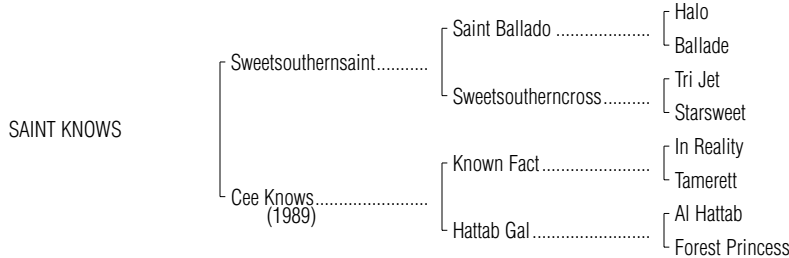 Halo
Saint Ballado ....................
Ballade
Sweetsouthernsaint...........
Tri Jet
Sweetsoutherncross..........
Starsweet
SAINT KNOWS
In Reality
Known Fact.......................
Tamerett
Cee Knows........................
(1989)
Al Hattab
Hattab Gal.........................
Forest Princess